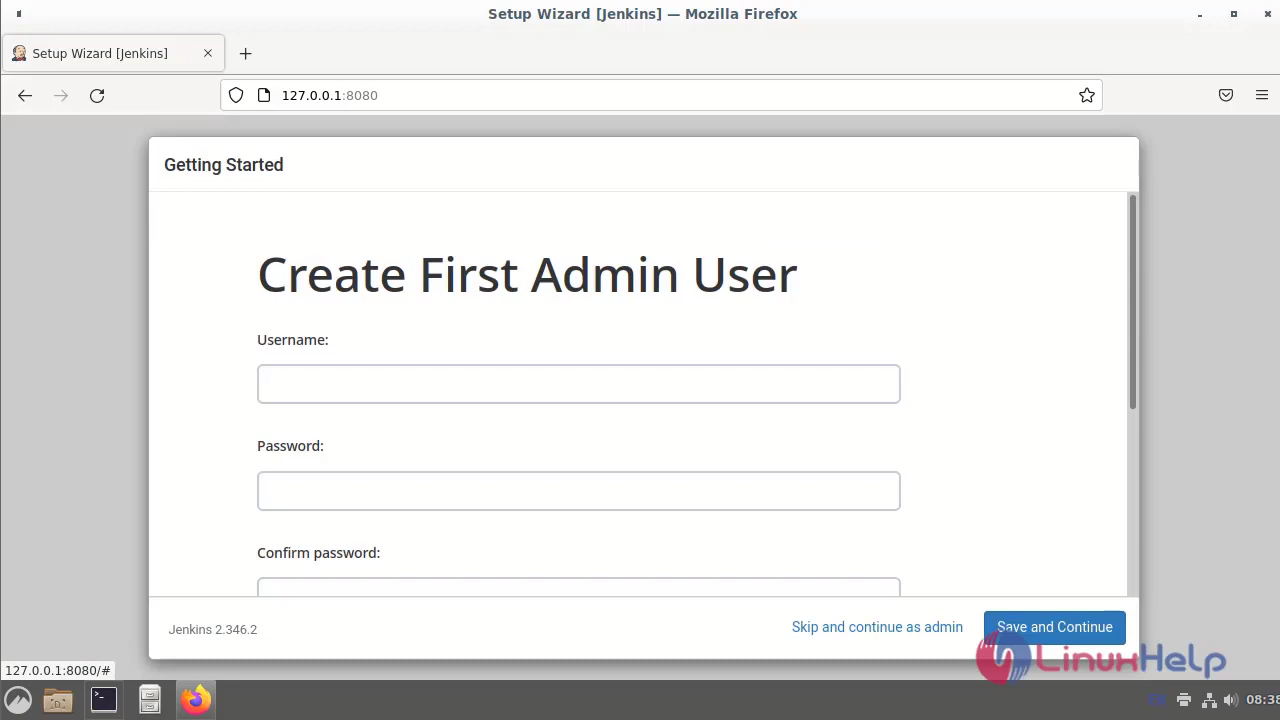 Setup Wizard [Jenkins] — Mozilla Firefox
Setup Wizard [Jenkins]
127.0.0.1:8080
Getting Started
Create First Admin User
Username:
Password:
Confirm password:
Jenkins 2.346.2
Skip and continue as admin
Save and Continue
LinuxHelp
127.0.0.1:8080/#
08:38